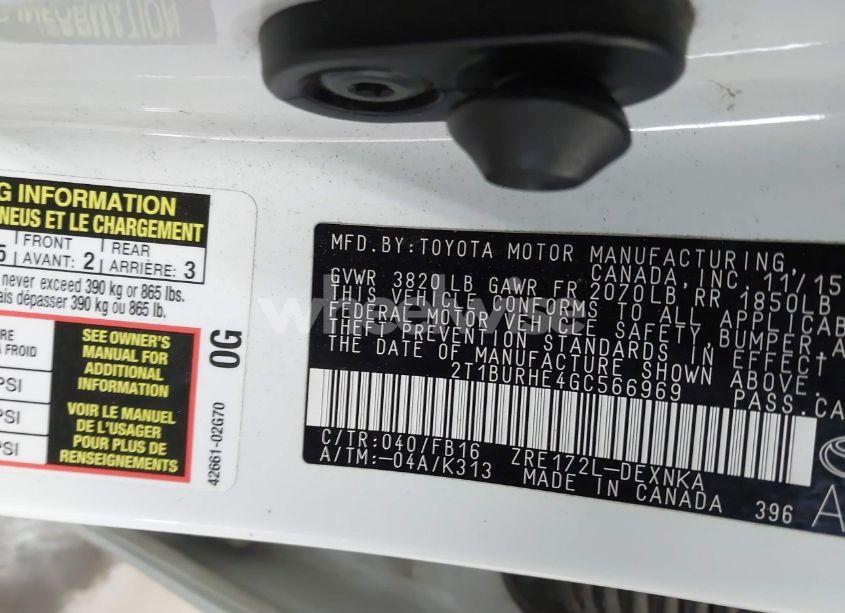 INFORMATION
G INFORMATION
NEUS ET LE CHARGEMENT
5 FRONT AVANT: 2 REAR ARRIÈRE: 3
never exceed 390 kg or 865 lbs.
ais dépasser 390 kg ou 865 lb.
RE
A FROID
PSI
PSI
PSI
SEE OWNER'S
MANUAL FOR
ADDITIONAL
INFORMATION
VOIR LE MANUEL
DE L'USAGER
POUR PLUS DE
RENSEIGNEMENTS
0G
42661-02G70
MFD.BY:TOYOTA MOTOR MANUFACTURING,
CANADA, INC. 11/15
GVWR 3820LB GAWR FR 2070LB RR 1850LB
THIS VEHICLE CONFORMS TO ALL APPLICAB
FEDERAL MOTOR VEHICLE SAFETY, BUMPER A
THEFT PREVENTION STANDARDS IN EFFECT
THE DATE OF MANUFACTURE SHOWN ABOVE.
2T1BURHE4GC566969 PASS.CA
C/TR:040/FB16 ZRE172L-DEXNKA
A/TM:-04A/K313 MADE IN CANADA 396
A